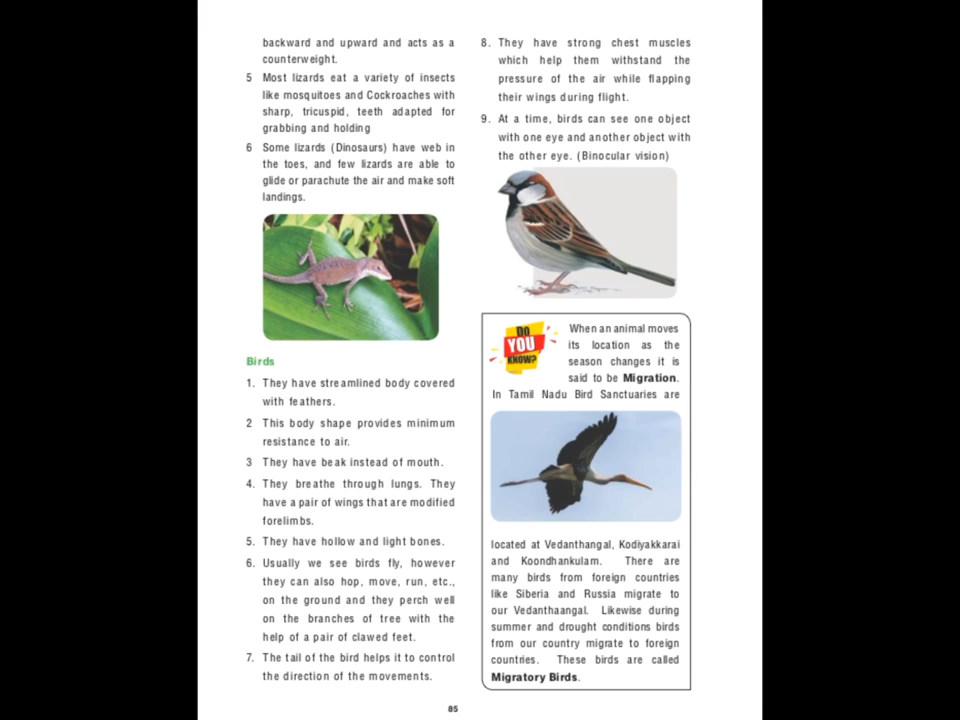 backward and upward and acts as a
counterweight.
5 Most lizards eat a variety of insects
like mosquitoes and Cockroaches with
sharp, tricuspid, teeth adapted for
grabbing and holding
6 Some lizards (Dinosaurs) have web in
the toes, and few lizards are able to
glide or parachute the air and make soft
landings.
Birds
1. They have streamlined body covered
with feathers.
2 This body shape provides minimum
resistance to air.
3 They have beak instead of mouth.
4. They breathe through lungs. They
have a pair of wings that are modified
forelimbs.
5. They have hollow and light bones.
6. Usually we see birds fly, however
they can also hop, move, run, etc.,
on the ground and they perch well
on the branches of tree with the
help of a pair of clawed feet.
7. The tail of the bird helps it to control
the direction of the movements.
8. They have strong chest muscles
which help them withstand the
pressure of the air while flapping
their wings during flight.
9. At a time, birds can see one object
with one eye and another object with
the other eye. (Binocular vision)
Do
YOU
KNOW?
When an animal moves
its location as the
season changes it is
said to be Migration.
In Tamil Nadu Bird Sanctuaries are
located at Vedanthangal, Kodiyakkarai
and Koondhankulam. There are
many birds from foreign countries
like Siberia and Russia migrate to
our Vedanthaangal. Likewise during
summer and drought conditions birds
from our country migrate to foreign
countries. These birds are called
Migratory Birds.
85